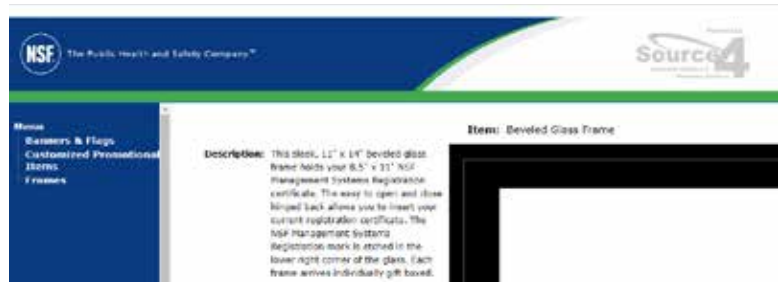 NSF. The Public Health and Safety Company™
Source4
Item: Beveled Glass Frame
Menu
Banners & Flags
Customized Promotional
Items
Frames
Description: This sleek, 11" x 14" beveled glass
frame holds your 8.5" x 11" NSF
Management Systems Registration
certificate. The easy to open and close
hinged back allows you to insert your
current registration certificate. The
NSF Management Systems
Registration mark is etched in the
lower right corner of the glass. Each
frame arrives individually gift boxed.